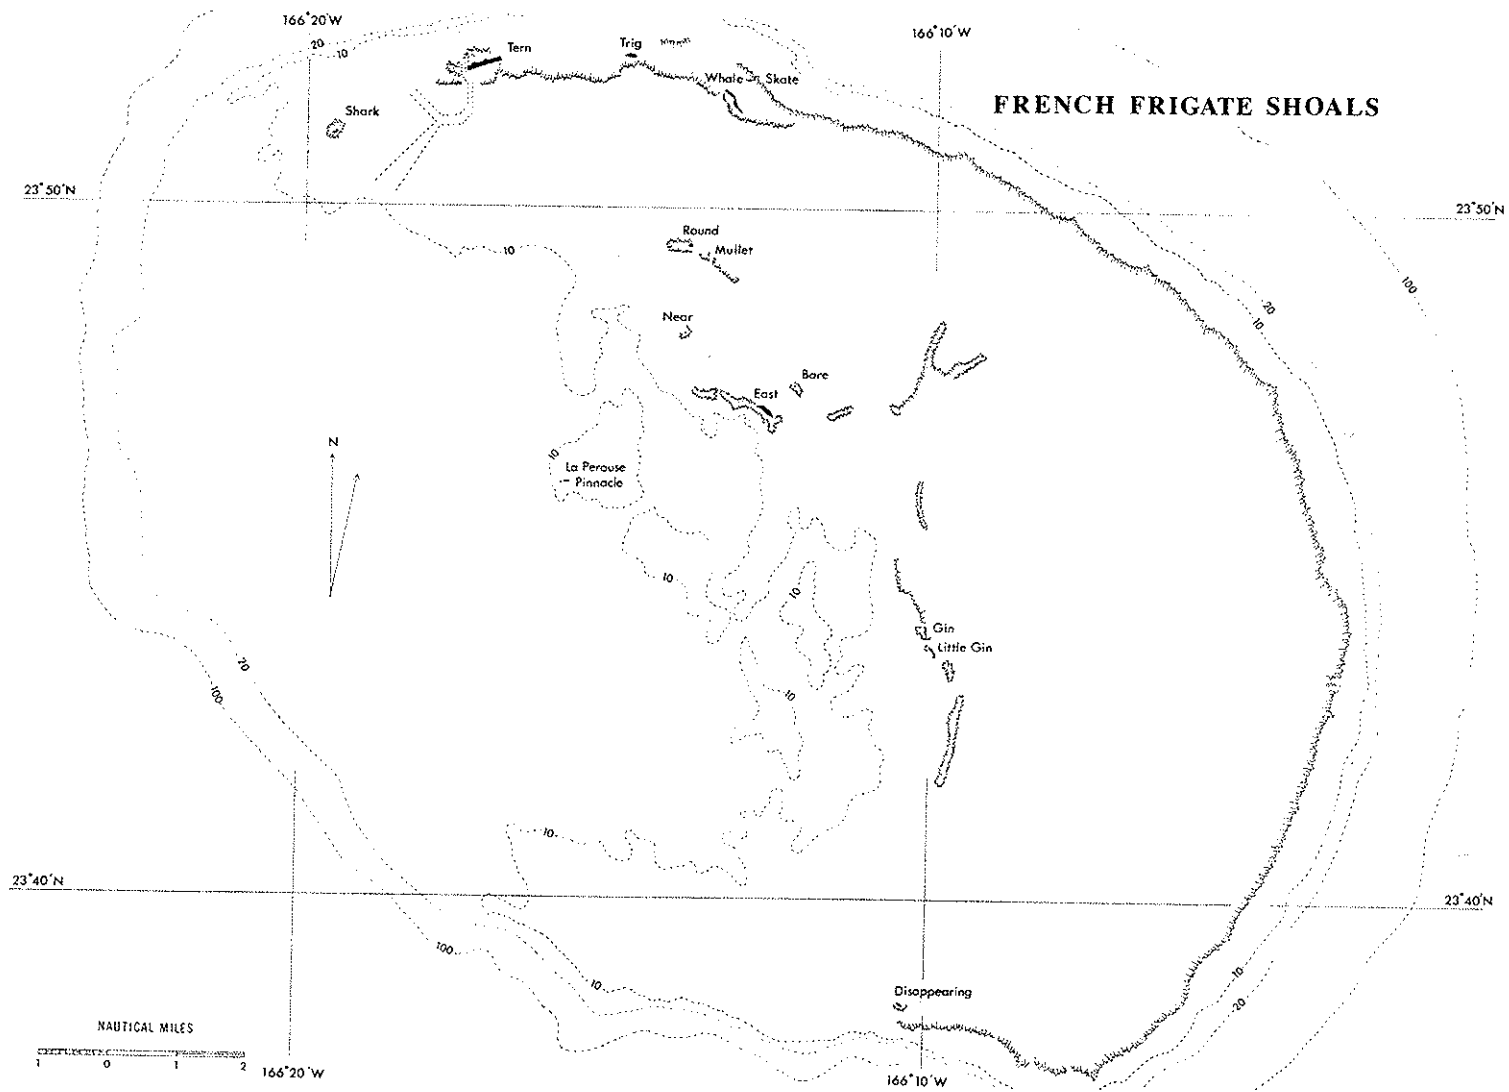 166°20'W
166°10'W
20
10
Tern
Trig
Whale
Skate
FRENCH FRIGATE SHOALS
Shark
23°50'N
23°50'N
Round
10
Mullet
100
20
10
Near
Bare
East
N
10
La Perouse
Pinnacle
10
10
Gin
Little Gin
20
100
10
10
23°40'N
23°40'N
100
10
10
20
Disappearing
NAUTICAL MILES
1 0 1 2
166°20'W
166°10'W